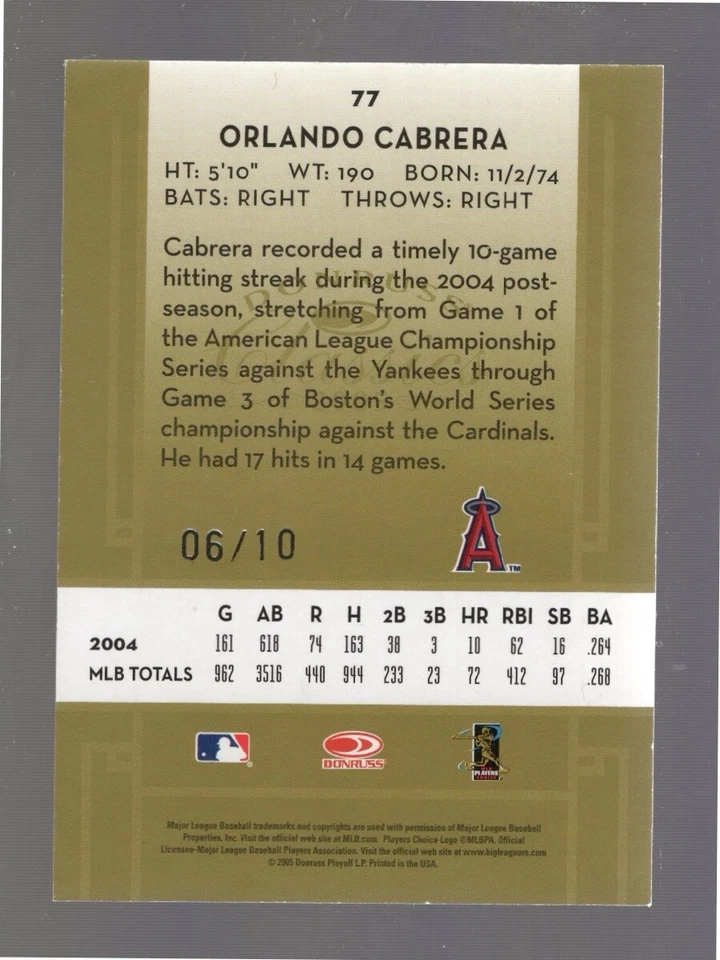 77
ORLANDO CABRERA
HT: 5'10" WT: 190 BORN: 11/2/74
BATS: RIGHT THROWS: RIGHT
Cabrera recorded a timely 10-game
hitting streak during the 2004 post-
season, stretching from Game 1 of
the American League Championship
Series against the Yankees through
Game 3 of Boston's World Series
championship against the Cardinals.
He had 17 hits in 14 games.
DONRUSS
Classics
06/10
A TM
G AB R H 2B 3B HR RBI SB BA
2004 161 618 74 163 38 3 10 62 16 .264
MLB TOTALS 962 3516 440 944 233 23 72 412 97 .268
DONRUSS
MLB
PLAYERS
CHOICE
Major League Baseball trademarks and copyrights are used with permission of Major League Baseball
Properties, Inc. Visit the official web site at MLB.com. Players Choice Logo ©MLBPA. Official
Licensee-Major League Baseball Players Association. Visit the official web site at www.bigleaguers.com
© 2005 Donruss Playoff L.P. Printed in the USA.